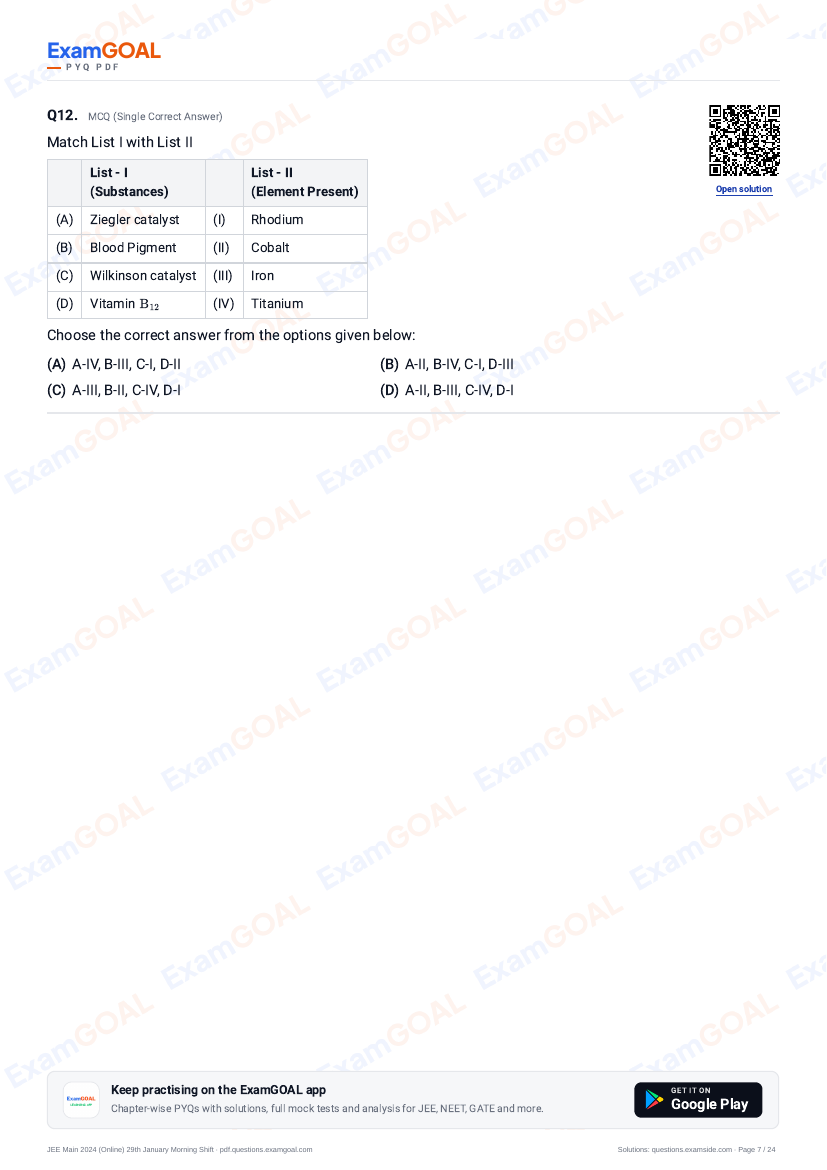 ExamGOAL
PYQ PDF
Q12. MCQ (Single Correct Answer)
Match List I with List II
Open solution
List - I (Substances) List - II (Element Present)
(A) Ziegler catalyst (I) Rhodium
(B) Blood Pigment (II) Cobalt
(C) Wilkinson catalyst (III) Iron
(D) Vitamin B₁₂ (IV) Titanium
Choose the correct answer from the options given below:
(A) A-IV, B-III, C-I, D-II (B) A-II, B-IV, C-I, D-III
(C) A-III, B-II, C-IV, D-I (D) A-II, B-III, C-IV, D-I
Keep practising on the ExamGOAL app
Chapter-wise PYQs with solutions, full mock tests and analysis for JEE, NEET, GATE and more.
GET IT ON
Google Play
JEE Main 2024 (Online) 29th January Morning Shift · pdf.questions.examgoal.com Solutions: questions.examside.com · Page 7 / 24